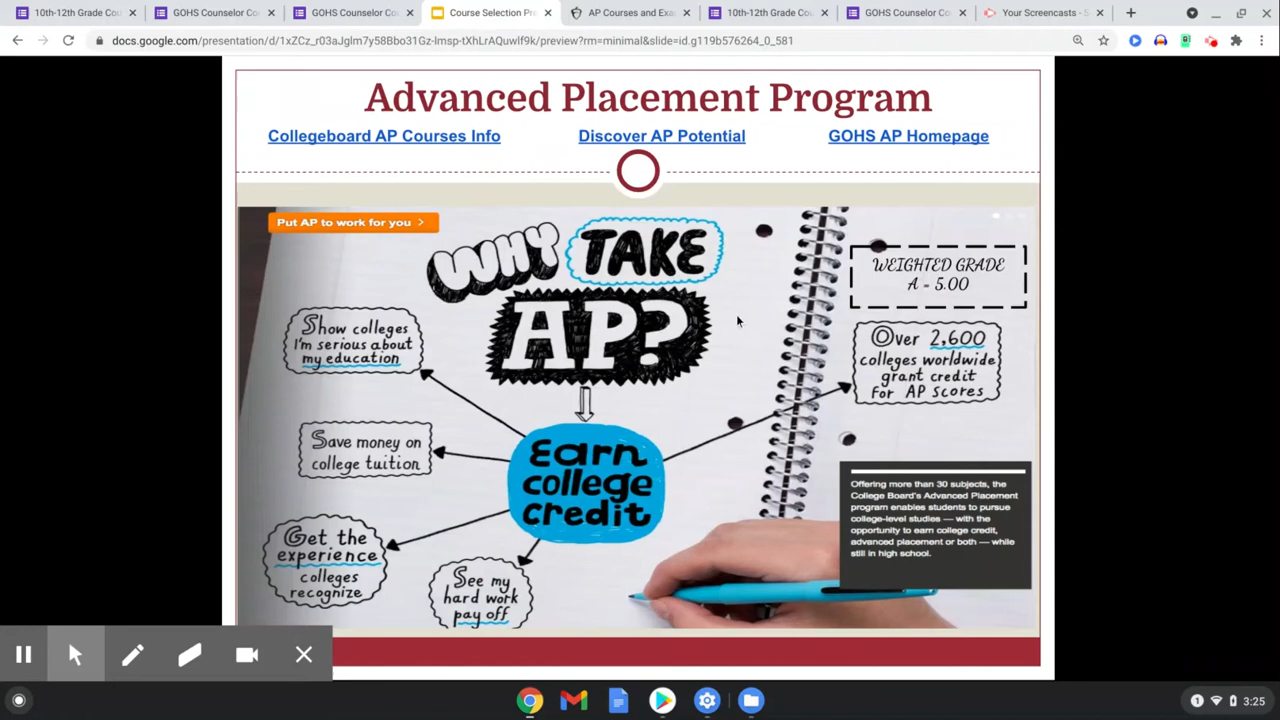 10th-12th Grade Cou
GOHS Counselor Co
GOHS Counselor Co
Course Selection Pre
AP Courses and Exa
10th-12th Grade Cou
GOHS Counselor Co
Your Screencasts - S
docs.google.com/presentation/d/1xZCz_r03aJglm7y58Bbo31Gz-lmsp-tXhLrAQuwlf9k/preview?rm=minimal&slide=id.g119b576264_0_581
Advanced Placement Program
Collegeboard AP Courses Info
Discover AP Potential
GOHS AP Homepage
Put AP to work for you >
WHY TAKE
AP?
WEIGHTED GRADE
A = 5.00
Show colleges
I'm serious about
my education
Over 2,600
colleges worldwide
grant credit
for AP scores
Save money on
college tuition
Earn
college
credit
Get the
experience
colleges
recognize
See my
hard work
pay off
Offering more than 30 subjects, the
College Board's Advanced Placement
program enables students to pursue
college-level studies — with the
opportunity to earn college credit,
advanced placement or both — while
still in high school.
1
3:25